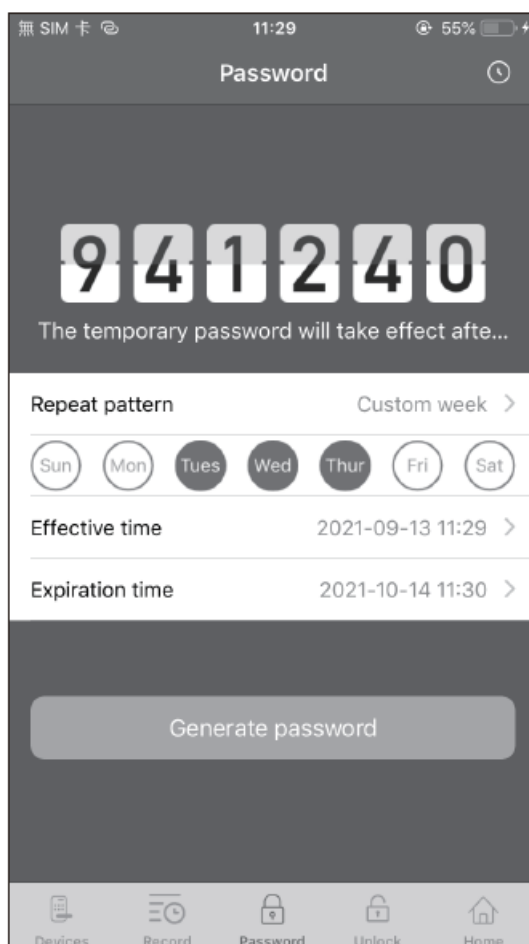 無 SIM 卡 11:29 55%
Password
941240
The temporary password will take effect afte...
Repeat pattern Custom week
Sun Mon Tues Wed Thur Fri Sat
Effective time 2021-09-13 11:29
Expiration time 2021-10-14 11:30
Generate password
Devices Record Password Unlock Home